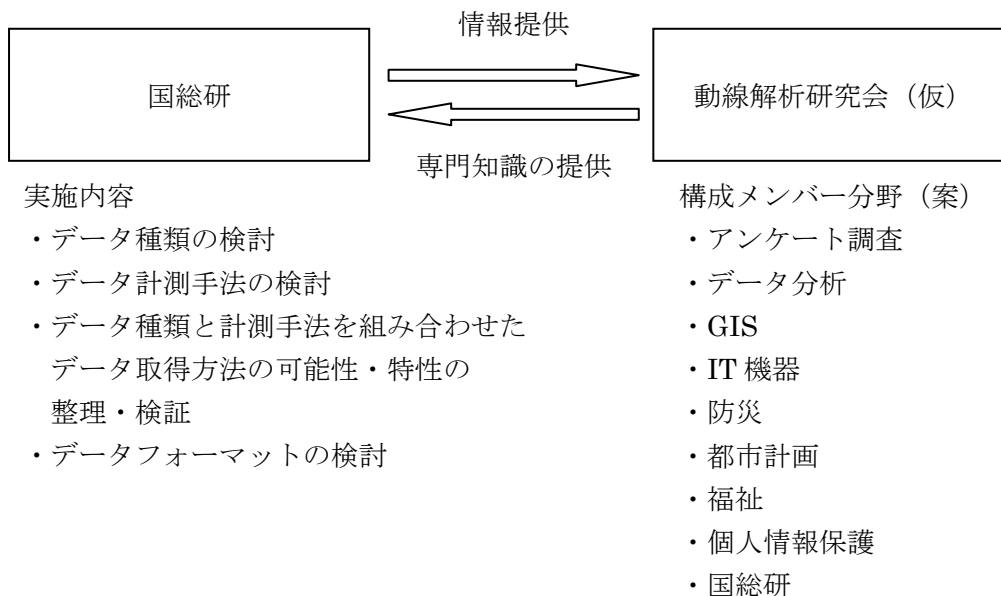 情報提供
国総研
動線解析研究会（仮）
専門知識の提供
実施内容
・データ種類の検討
・データ計測手法の検討
・データ種類と計測手法を組み合わせた
データ取得方法の可能性・特性の
整理・検証
・データフォーマットの検討
構成メンバー分野（案）
・アンケート調査
・データ分析
・GIS
・IT 機器
・防災
・都市計画
・福祉
・個人情報保護
・国総研